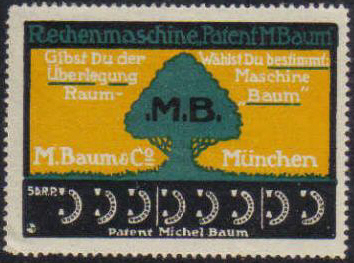 Rechenmaschine, Patent M.Baum
Gibst Du der Überlegung Raum-
Wählst Du bestimmt: Maschine „Baum"
.M.B.
M.Baum & Co München
5 D.R.P.
Patent Michel Baum